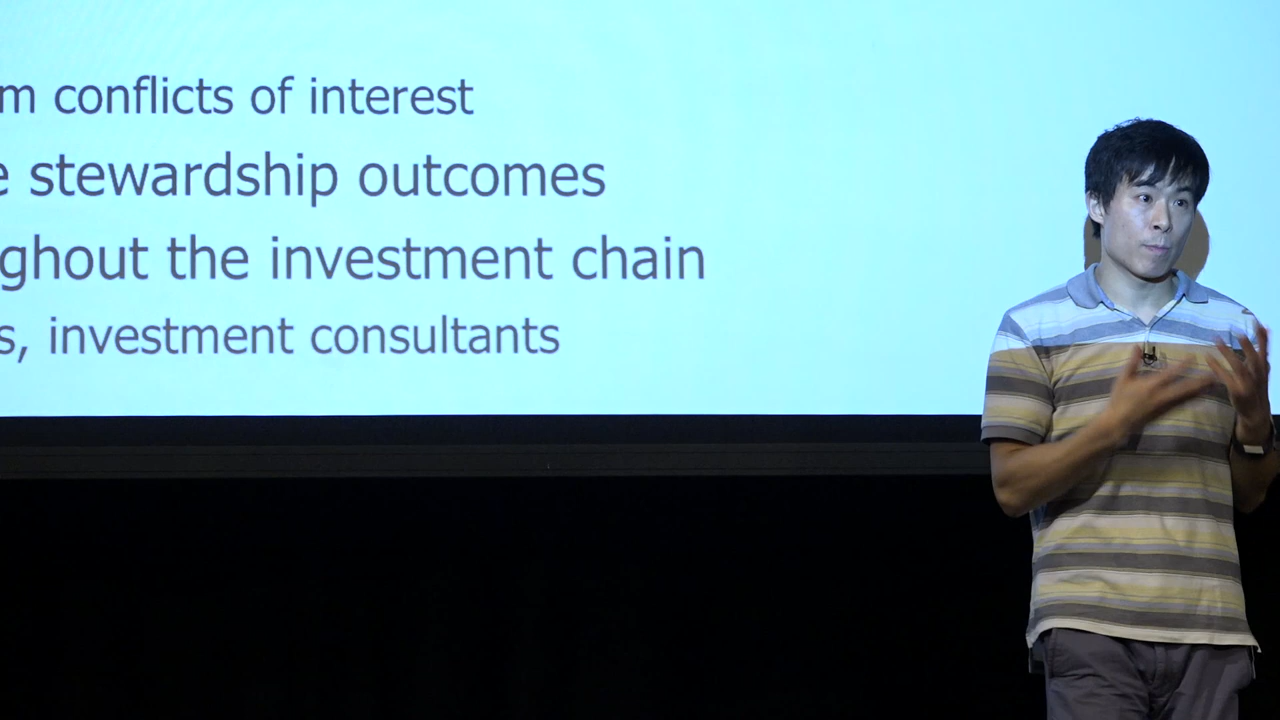 m conflicts of interest
e stewardship outcomes
ghout the investment chain
s, investment consultants